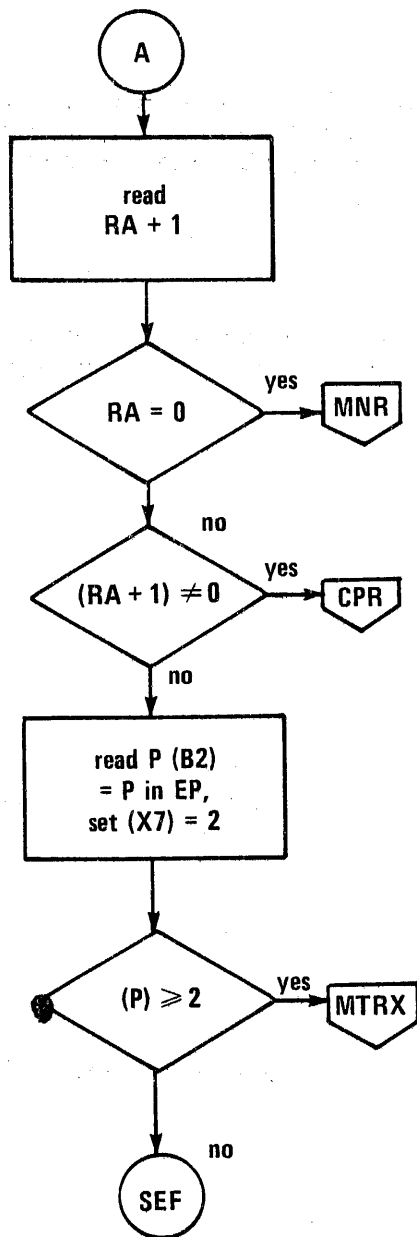 A
read
RA + 1
RA = 0
yes
MNR
no
(RA + 1) ≠ 0
yes
CPR
no
read P (B2)
= P in EP,
set (X7) = 2
(P) ⩾ 2
yes
MTRX
no
SEF